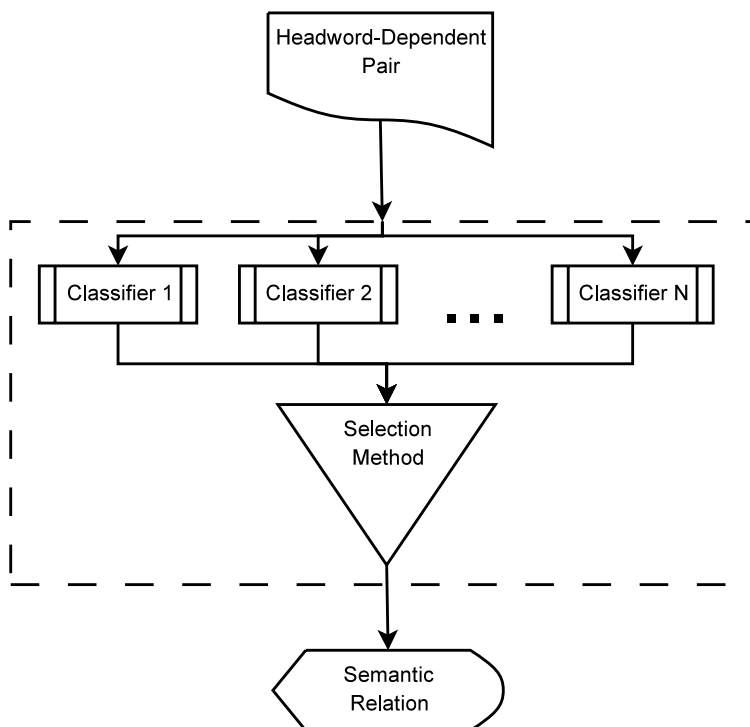 Headword-Dependent
Pair
Classifier 1
Classifier 2
Classifier N
Selection
Method
Semantic
Relation